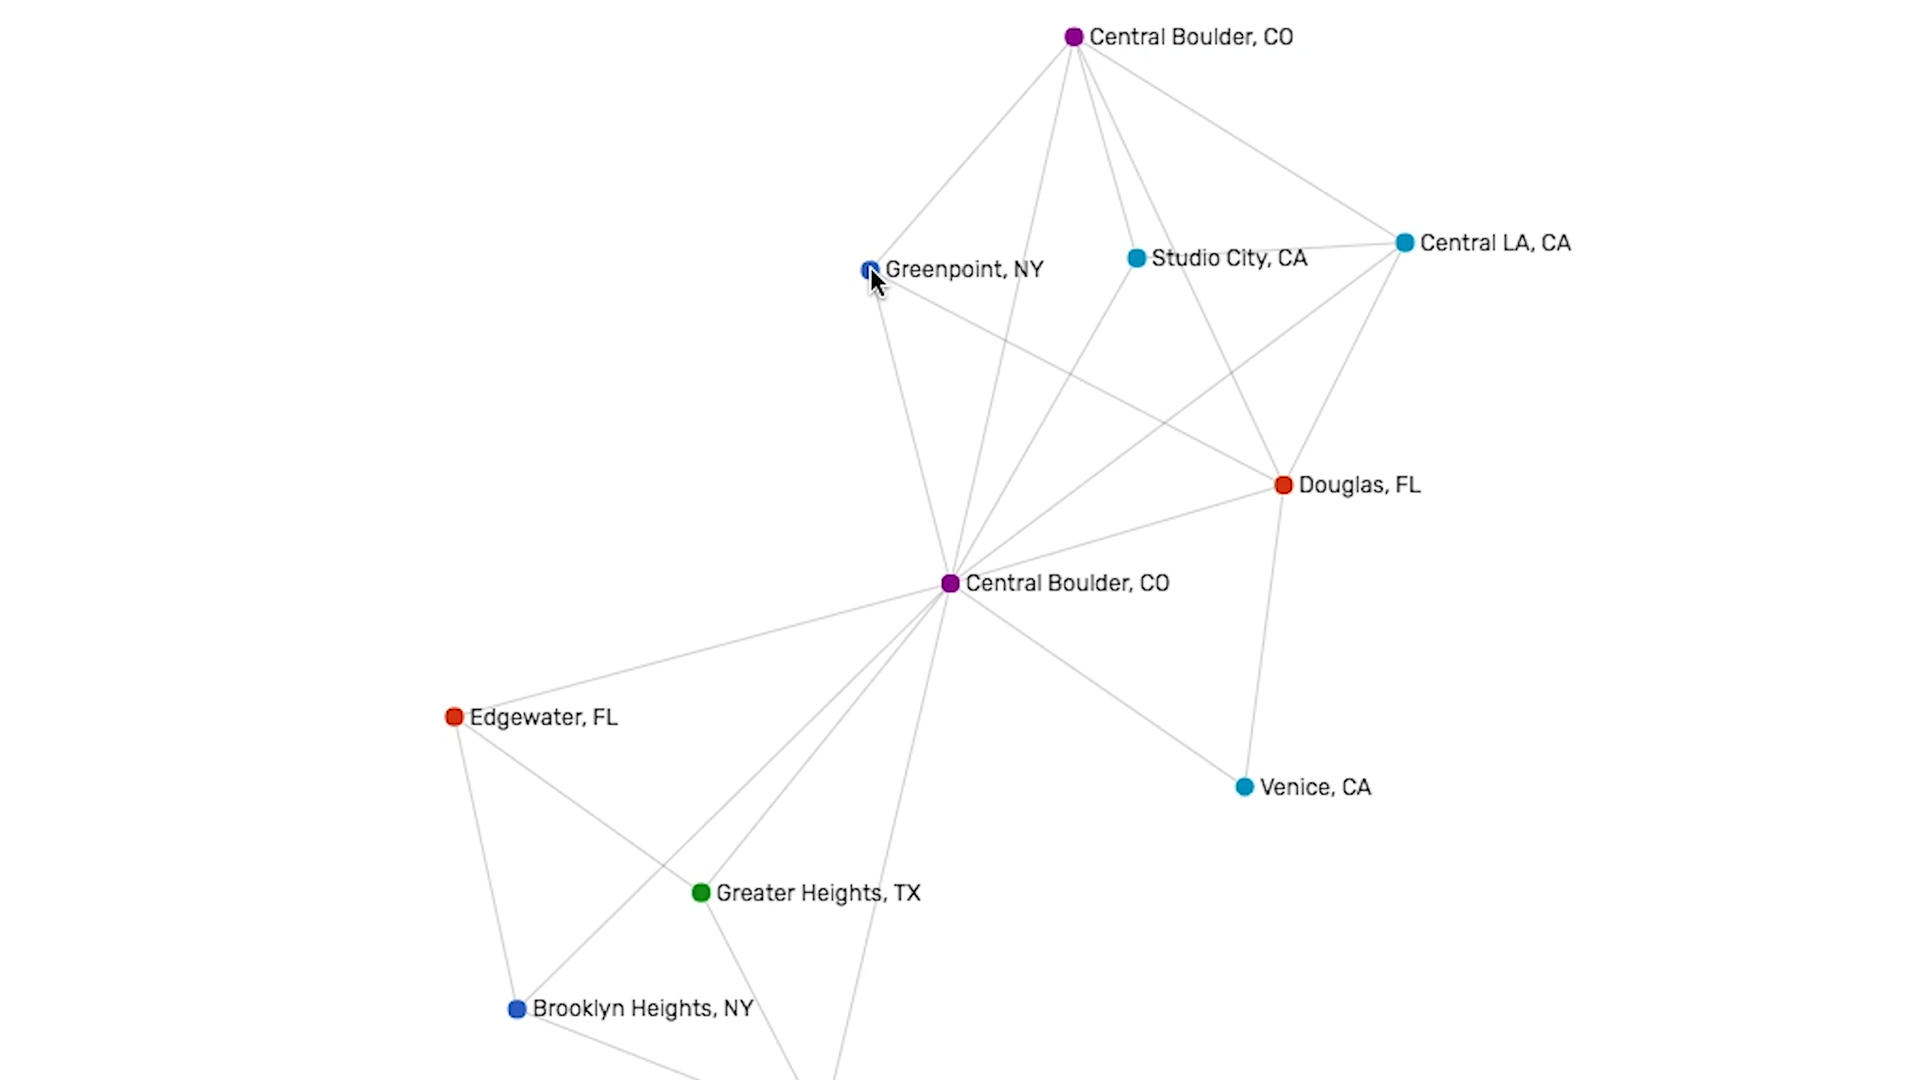 Central Boulder, CO
Central LA, CA
Studio City, CA
Greenpoint, NY
Douglas, FL
Central Boulder, CO
Edgewater, FL
Venice, CA
Greater Heights, TX
Brooklyn Heights, NY